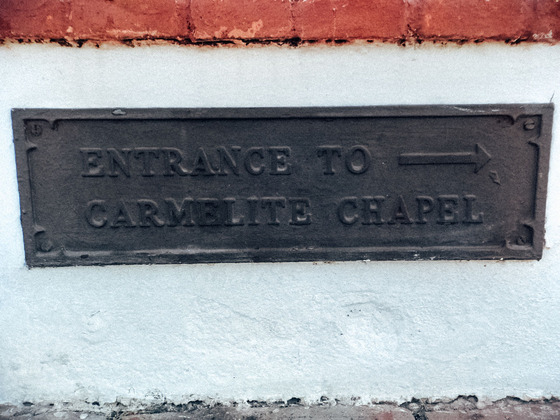 ENTRANCE TO →
CARMELITE CHAPEL